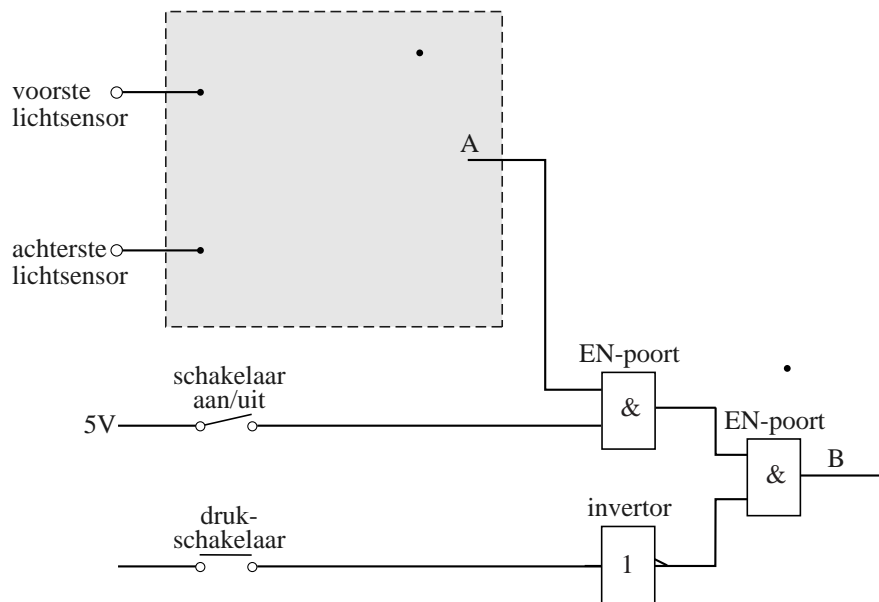 voorste
lichtsensor
A
achterste
lichtsensor
EN-poort
schakelaar
aan/uit
&
EN-poort
5V
B
&
druk-
schakelaar
invertor
1